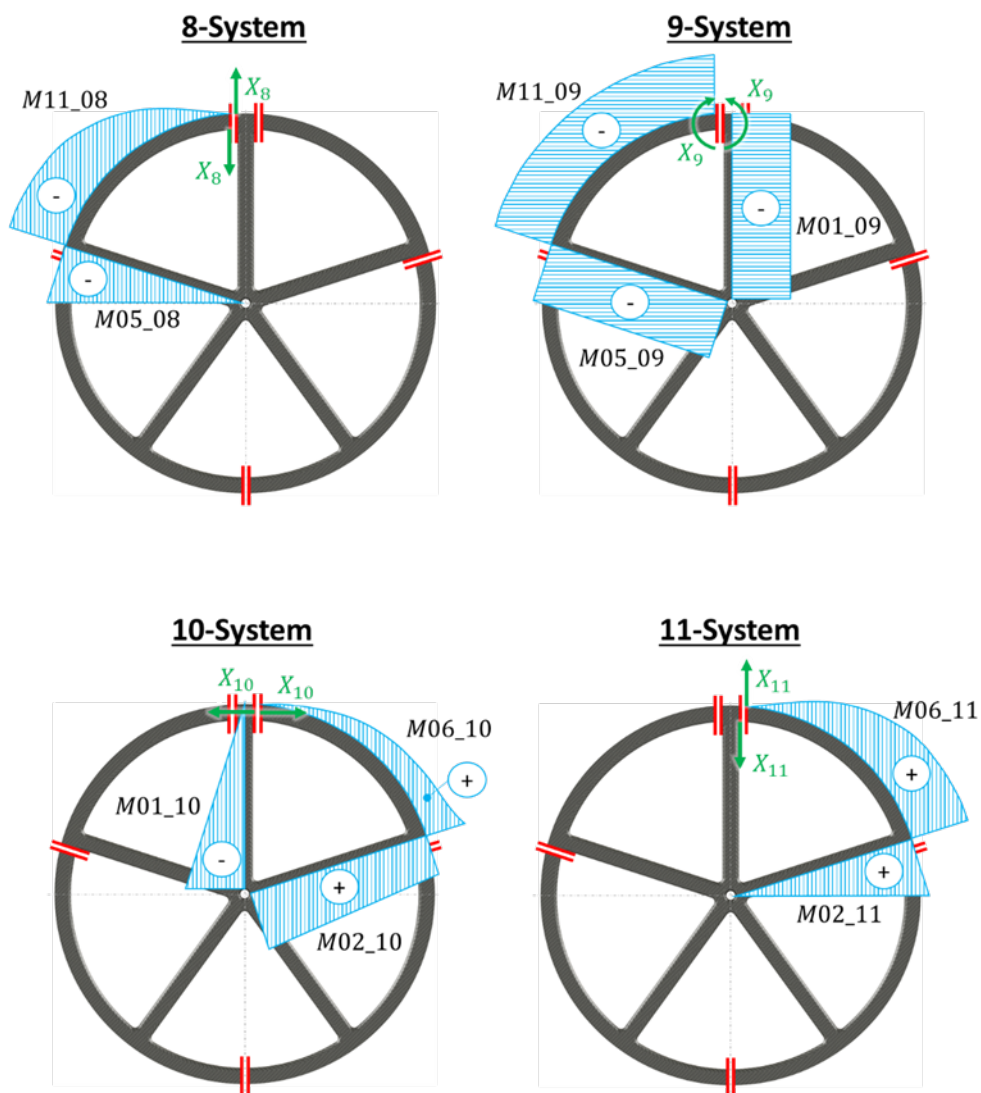 8-System
9-System
M11_08
X8
X8
-
-
M05_08
M11_09
X9
X9
-
-
M01_09
-
M05_09
10-System
11-System
X10
X10
M06_10
+
M01_10
-
+
M02_10
X11
X11
M06_11
+
+
M02_11